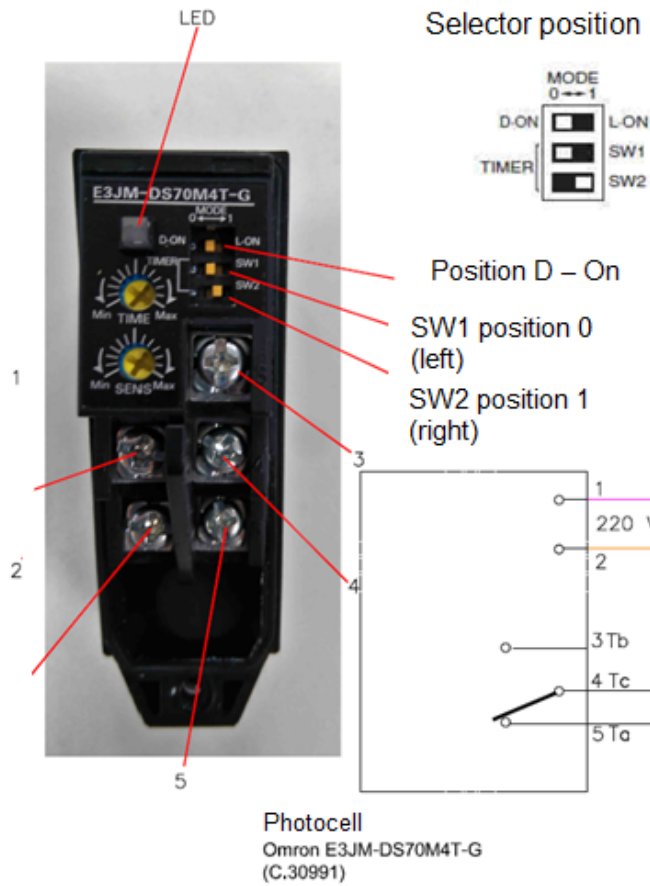 LED
Selector position
MODE
0 ↔ 1
D-ON
L-ON
TIMER
SW1
SW2
E3JM-DS70M4T-G
MODE
0 ↔ 1
D-ON
L-ON
TIMER
SW1
SW2
Min TIME Max
Min SENS Max
Position D – On
SW1 position 0
(left)
SW2 position 1
(right)
1
3
2
4
5
1
220 V
2
3 Tb
4 Tc
5 Ta
Photocell
Omron E3JM-DS70M4T-G
(C.30991)